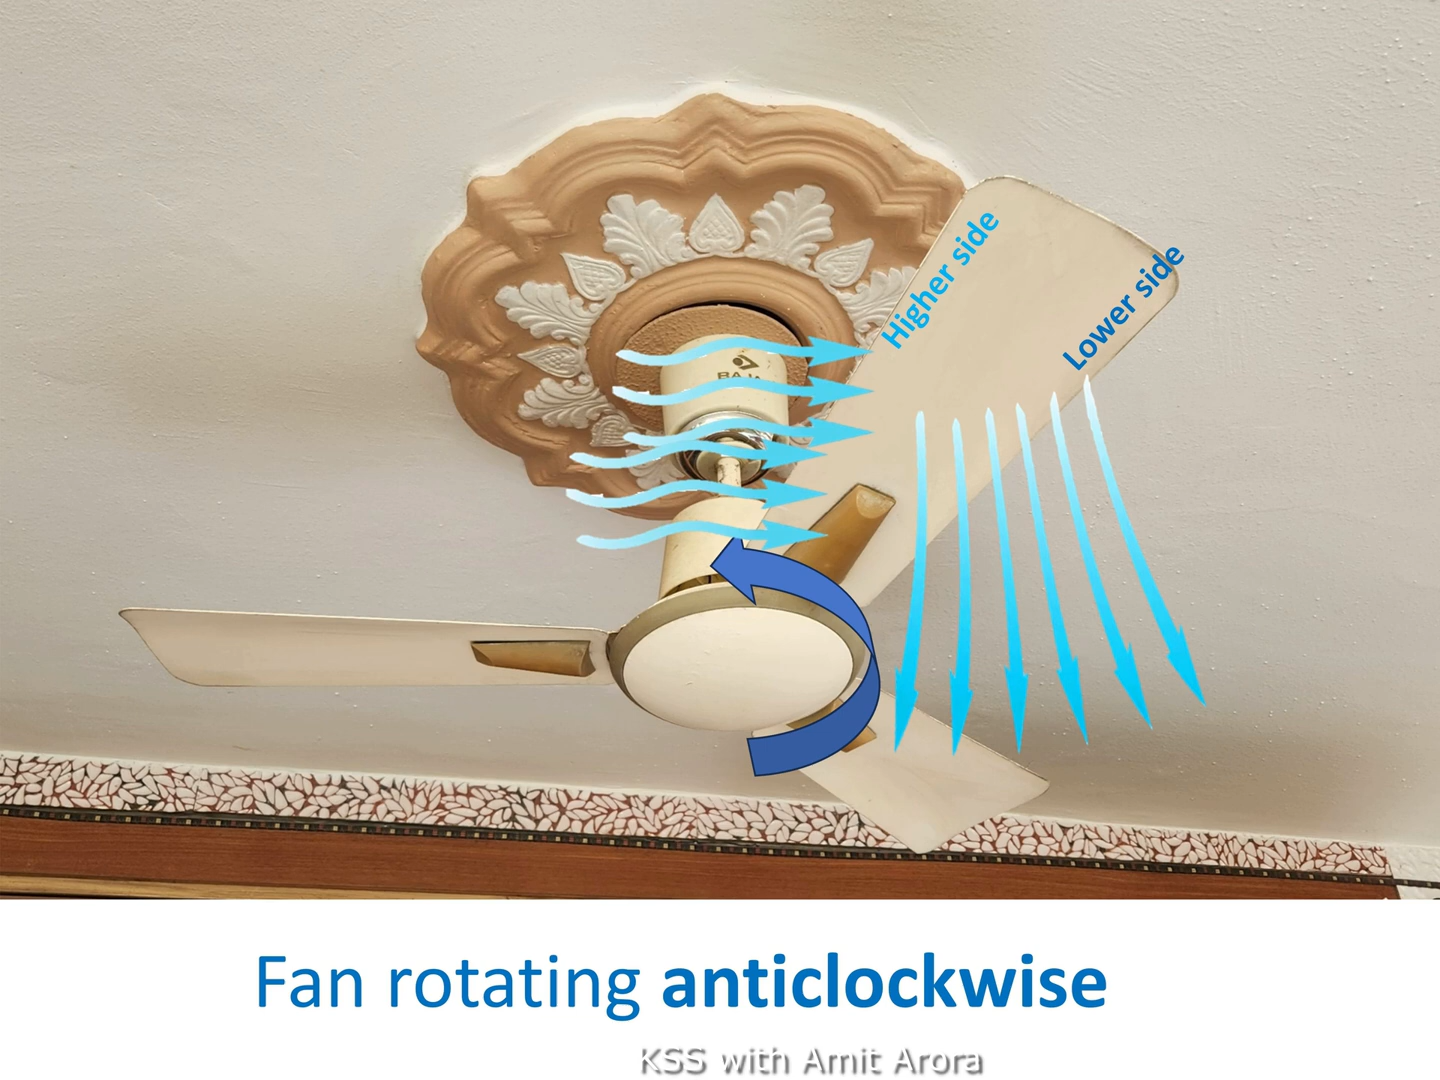 Higher side
Lower side
Fan rotating anticlockwise
KSS with Amit Arora